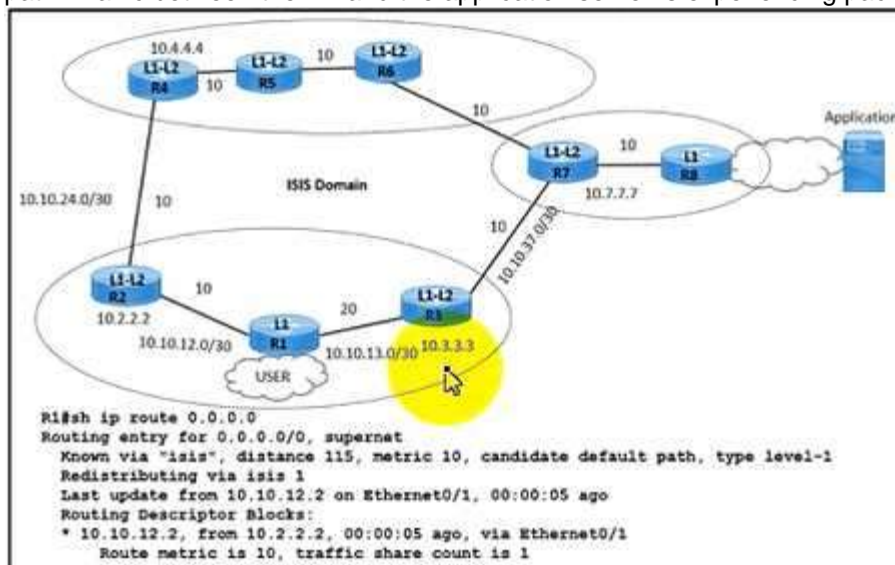 10.4.4.4
L1-L2
R4
10
L1-L2
R5
10
L1-L2
R6
10
Application
L1-L2
R7
10
L1
R8
10.7.7.7
ISIS Domain
10.10.24.0/30
10
10
10.10.37.0/30
L1-L2
R2
10.2.2.2
10
10.10.12.0/30
L1
R1
USER
20
10.10.13.0/30
L1-L2
R3
10.3.3.3
R1#sh ip route 0.0.0.0
Routing entry for 0.0.0.0/0, supernet
Known via "isis", distance 115, metric 10, candidate default path, type level-1
Redistributing via isis 1
Last update from 10.10.12.2 on Ethernet0/1, 00:00:05 ago
Routing Descriptor Blocks:
* 10.10.12.2, from 10.2.2.2, 00:00:05 ago, via Ethernet0/1
Route metric is 10, traffic share count is 1